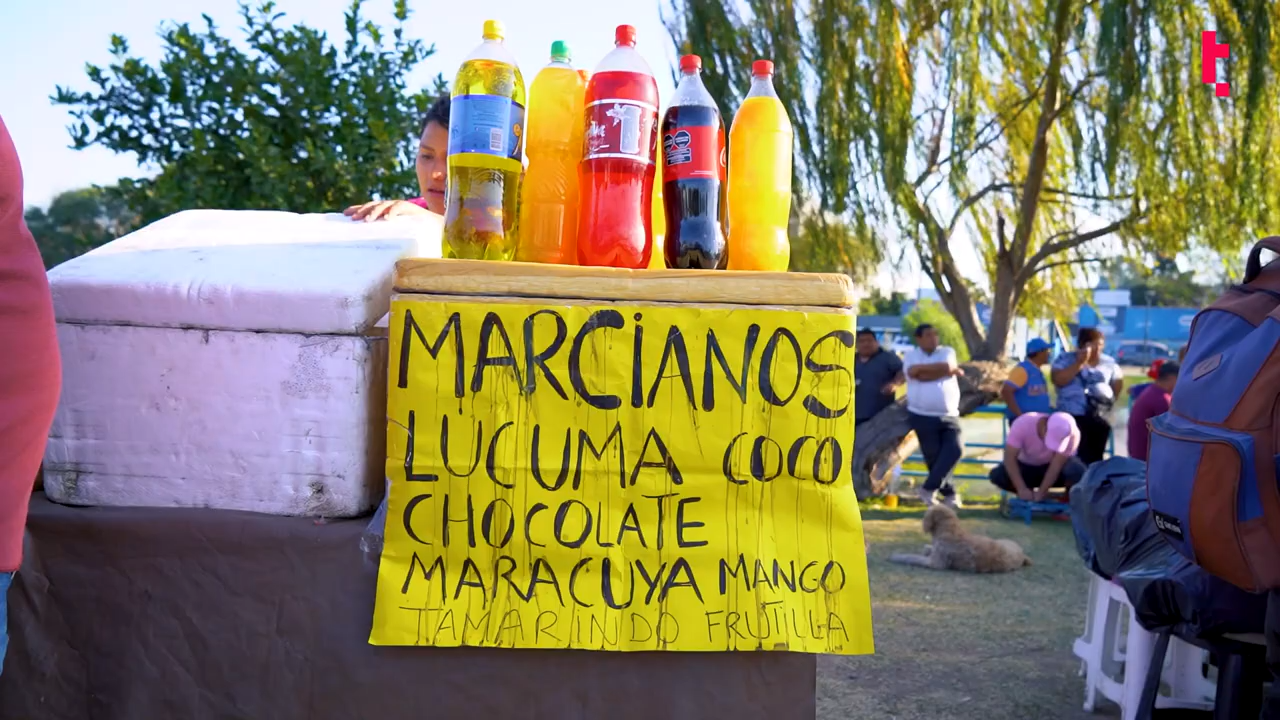 MARCiANOS
LUCUMA COCO
CHOCOLATE
MARACUYA MANGO
TAMARINDO FRUTILLA